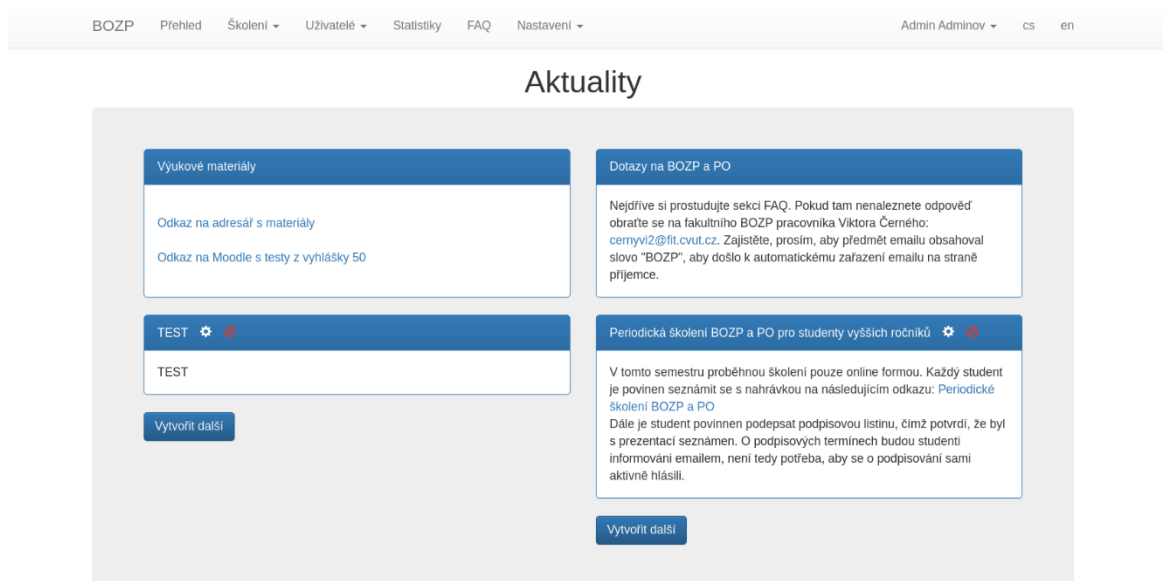 BOZP Přehled Školení Uživatelé Statistiky FAQ Nastavení Admin Adminov cs en
Aktuality
Výukové materiály
Odkaz na adresář s materiály
Odkaz na Moodle s testy z vyhlášky 50
TEST
TEST
Vytvořit další
Dotazy na BOZP a PO
Nejdříve si prostudujte sekci FAQ. Pokud tam nenaleznete odpověď
obraťte se na fakultního BOZP pracovníka Viktora Černého:
cernyvi2@fit.cvut.cz. Zajistěte, prosím, aby předmět emailu obsahoval
slovo "BOZP", aby došlo k automatickému zařazení emailu na straně
příjemce.
Periodická školení BOZP a PO pro studenty vyšších ročníků
V tomto semestru proběhnou školení pouze online formou. Každý student
je povinen seznámit se s nahrávkou na následujícím odkazu: Periodické
školení BOZP a PO
Dále je student povinnen podepsat podpisovou listinu, čímž potvrdí, že byl
s prezentací seznámen. O podpisových termínech budou studenti
informováni emailem, není tedy potřeba, aby se o podpisování sami
aktivně hlásili.
Vytvořit další